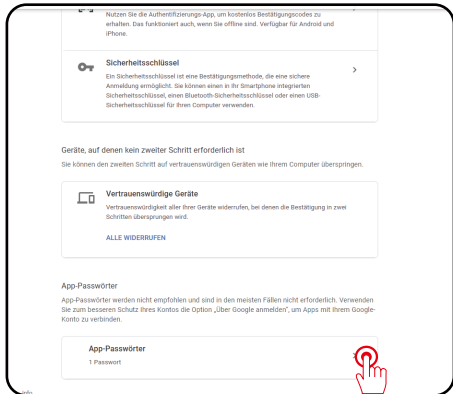 Nutzen Sie die Authentifizierungs-App, um kostenlos Bestätigungscodes zu
erhalten. Das funktioniert auch, wenn Sie offline sind. Verfügbar für Android und
iPhone.
Sicherheitsschlüssel
Ein Sicherheitsschlüssel ist eine Bestätigungsmethode, die eine sichere
Anmeldung ermöglicht. Sie können einen in Ihr Smartphone integrierten
Sicherheitsschlüssel, einen Bluetooth-Sicherheitsschlüssel oder einen USB-
Sicherheitsschlüssel für Ihren Computer verwenden.
Geräte, auf denen kein zweiter Schritt erforderlich ist
Sie können den zweiten Schritt auf vertrauenswürdigen Geräten wie Ihrem Computer überspringen.
Vertrauenswürdige Geräte
Vertrauenswürdigkeit aller Ihrer Geräte widerrufen, bei denen die Bestätigung in zwei
Schritten übersprungen wird.
ALLE WIDERRUFEN
App-Passwörter
App-Passwörter werden nicht empfohlen und sind in den meisten Fällen nicht erforderlich. Verwenden
Sie zum besseren Schutz Ihres Kontos die Option „Über Google anmelden“, um Apps mit Ihrem Google-
Konto zu verbinden.
App-Passwörter
1 Passwort